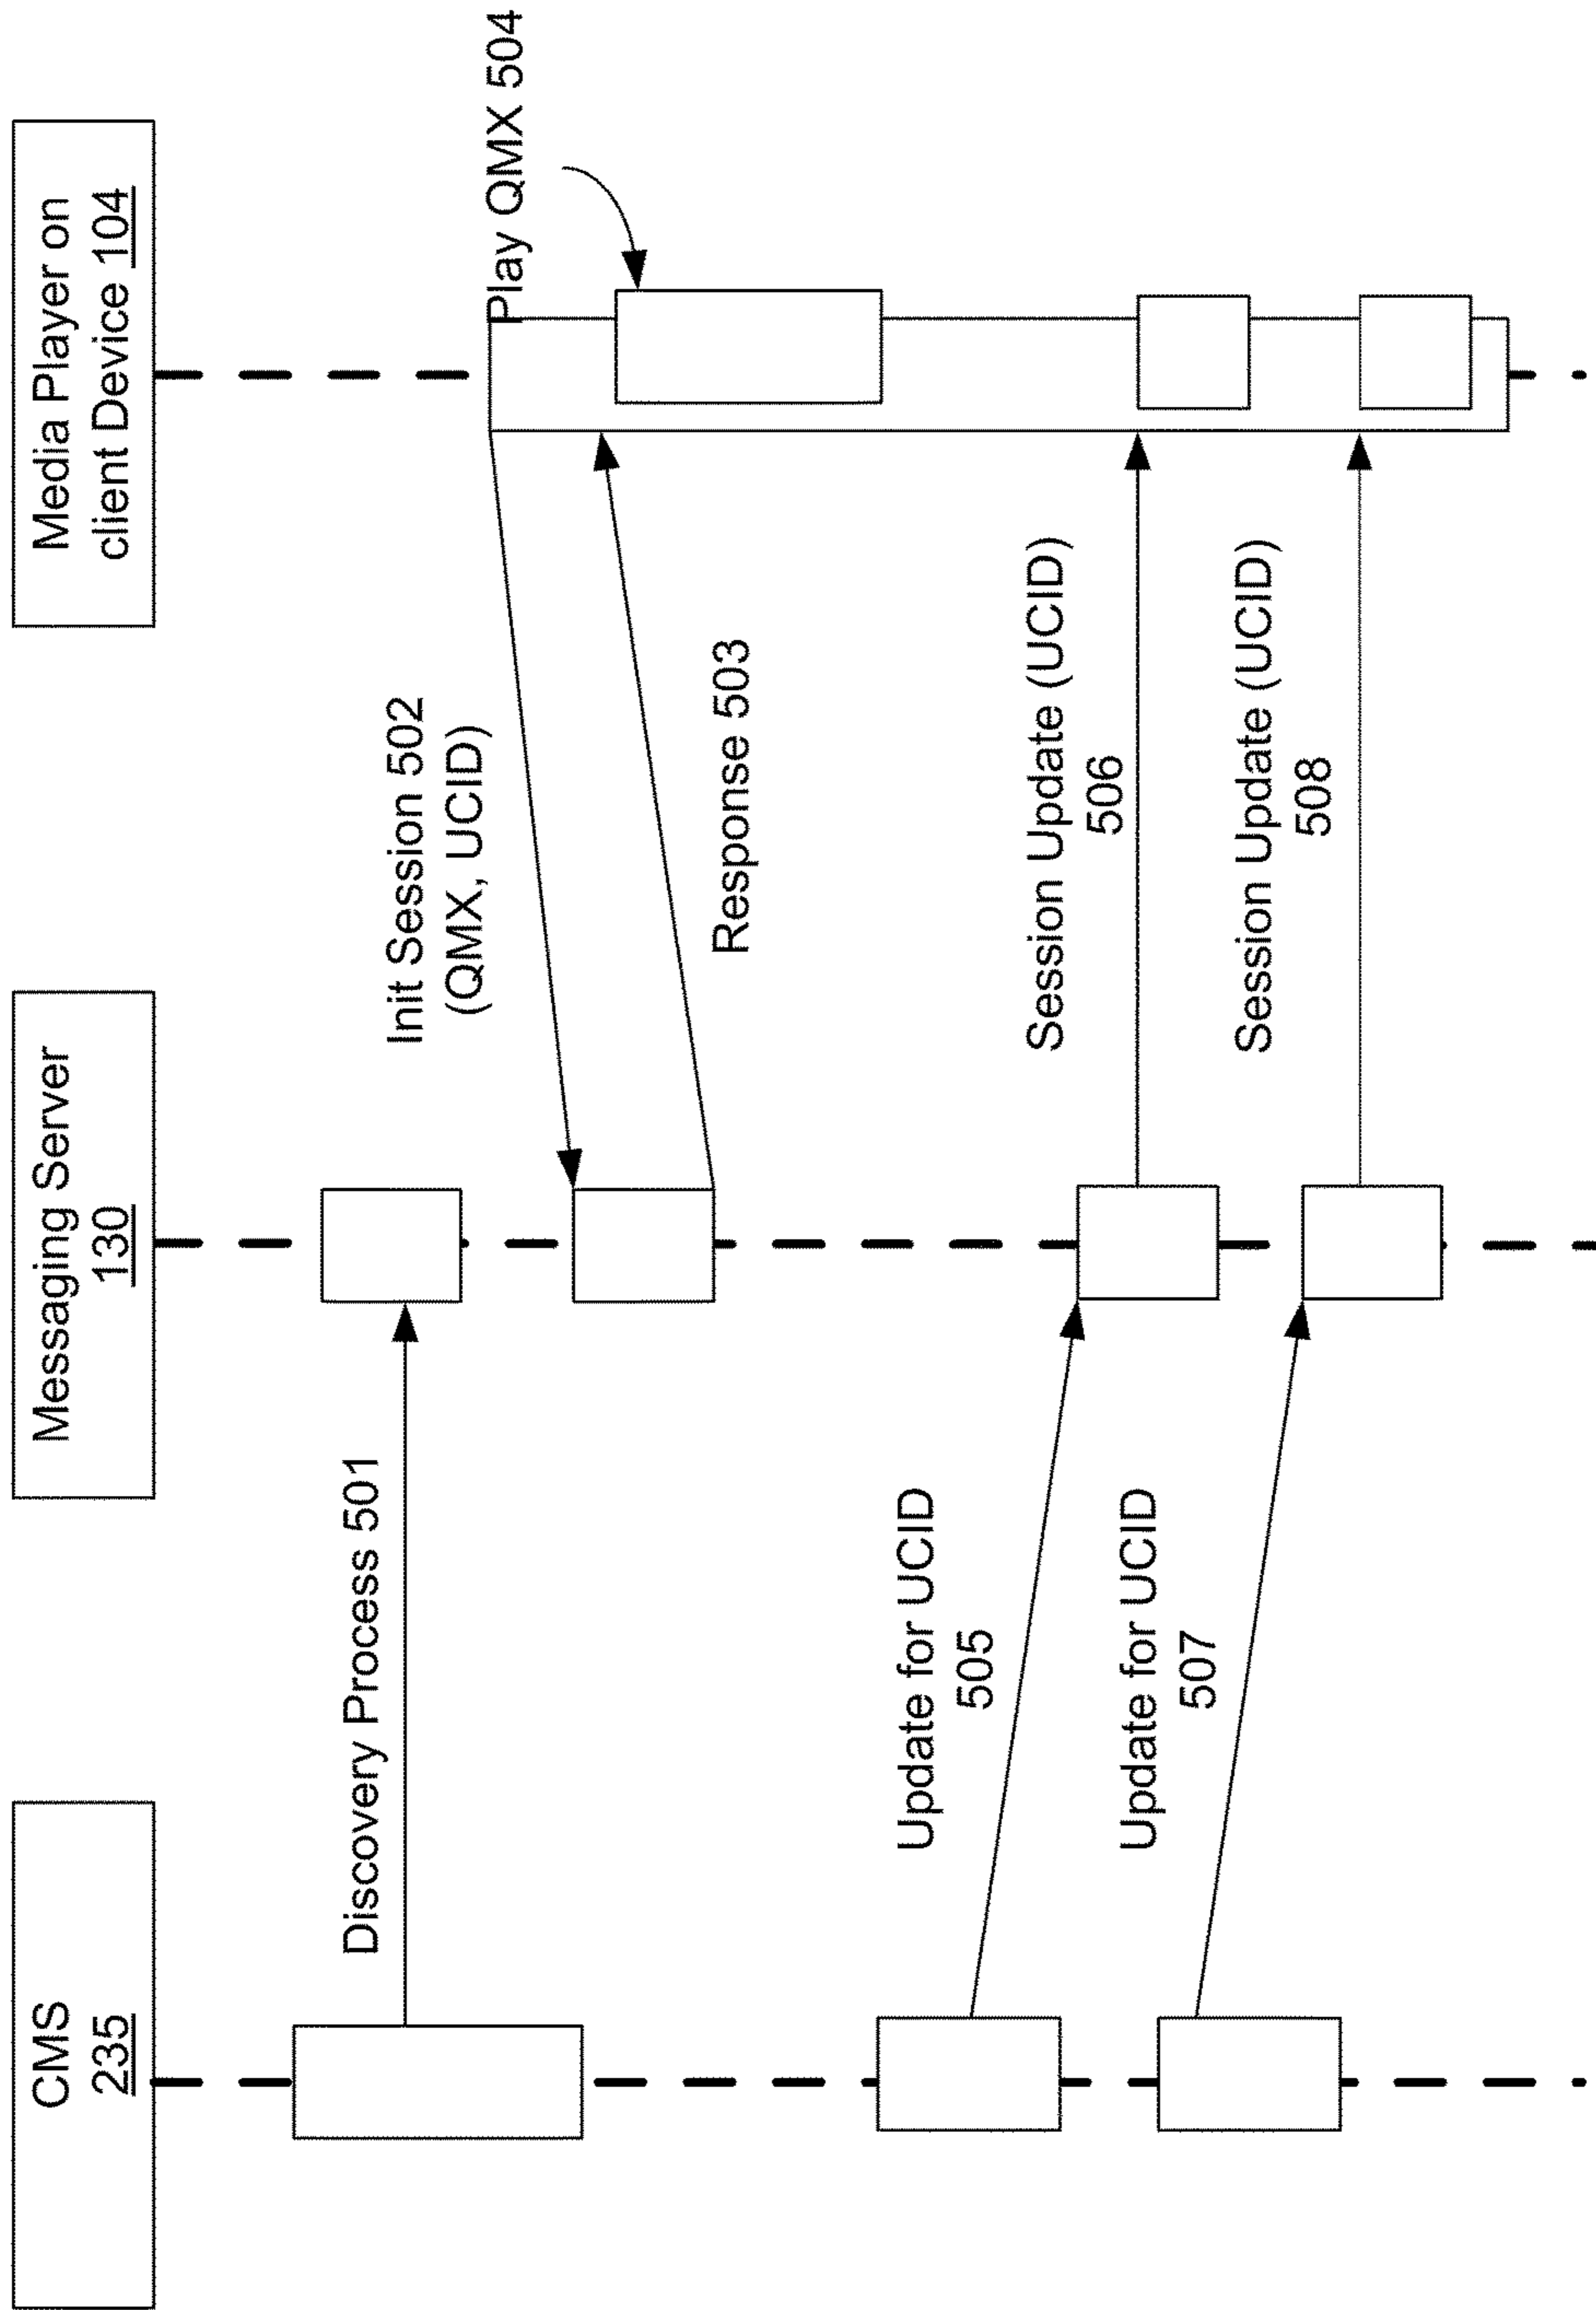 CMS
235
Messaging Server
130
Media Player on
client Device 104
Discovery Process 501
Init Session 502
(QMX, UCID)
Play QMX 504
Response 503
Update for UCID
505
Session Update (UCID)
506
Update for UCID
507
Session Update (UCID)
508